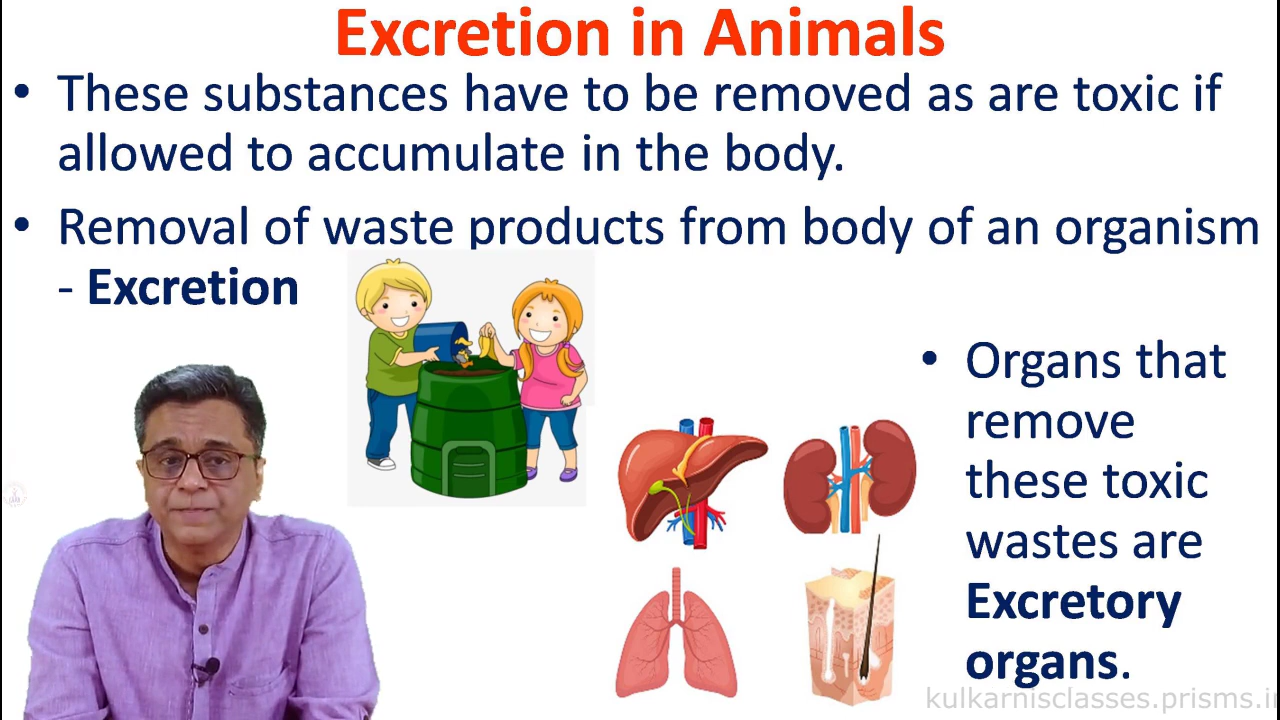 Excretion in Animals
• These substances have to be removed as are toxic if
allowed to accumulate in the body.
• Removal of waste products from body of an organism
- Excretion
• Organs that
remove
these toxic
wastes are
Excretory
organs.
kulkarnisclasses.prisms.in